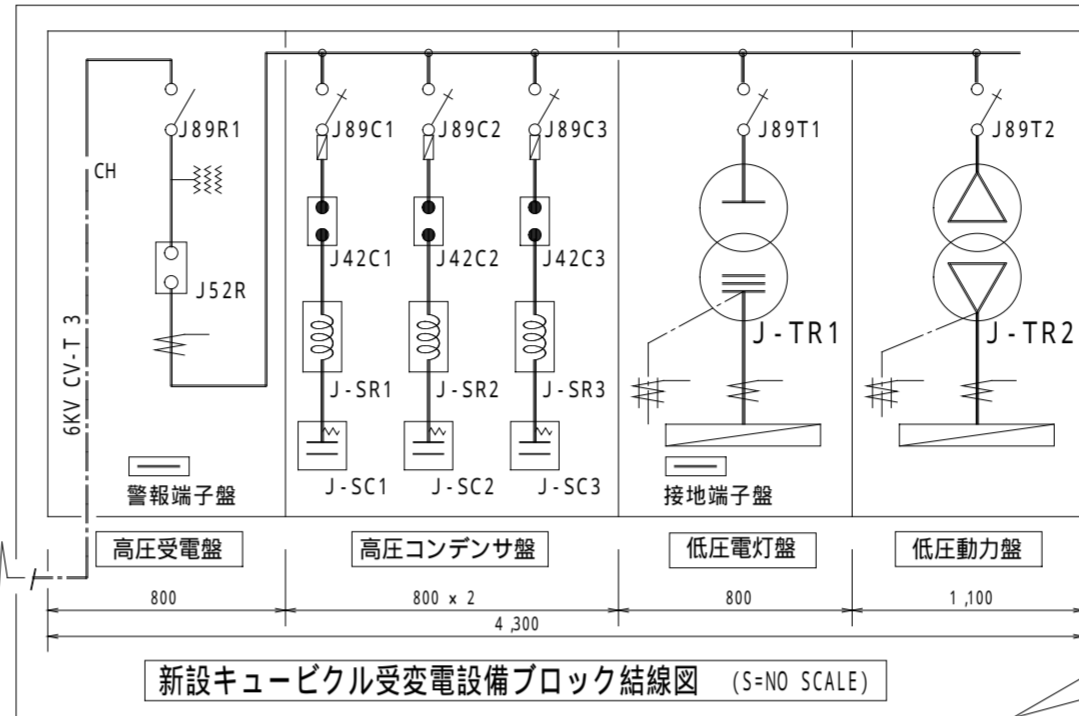 J89R1
J89C1
J89C2
J89C3
J89T1
J89T2
CH
J42C1
J42C2
J42C3
J52R
6KV CV-T 3
J-TR1
J-TR2
J-SR1
J-SR2
J-SR3
J-SC1
J-SC2
J-SC3
警報端子盤
接地端子盤
高圧受電盤
高圧コンデンサ盤
低圧電灯盤
低圧動力盤
800
800 × 2
800
1,100
4,300
新設キュービクル受変電設備ブロック結線図 (S=NO SCALE)